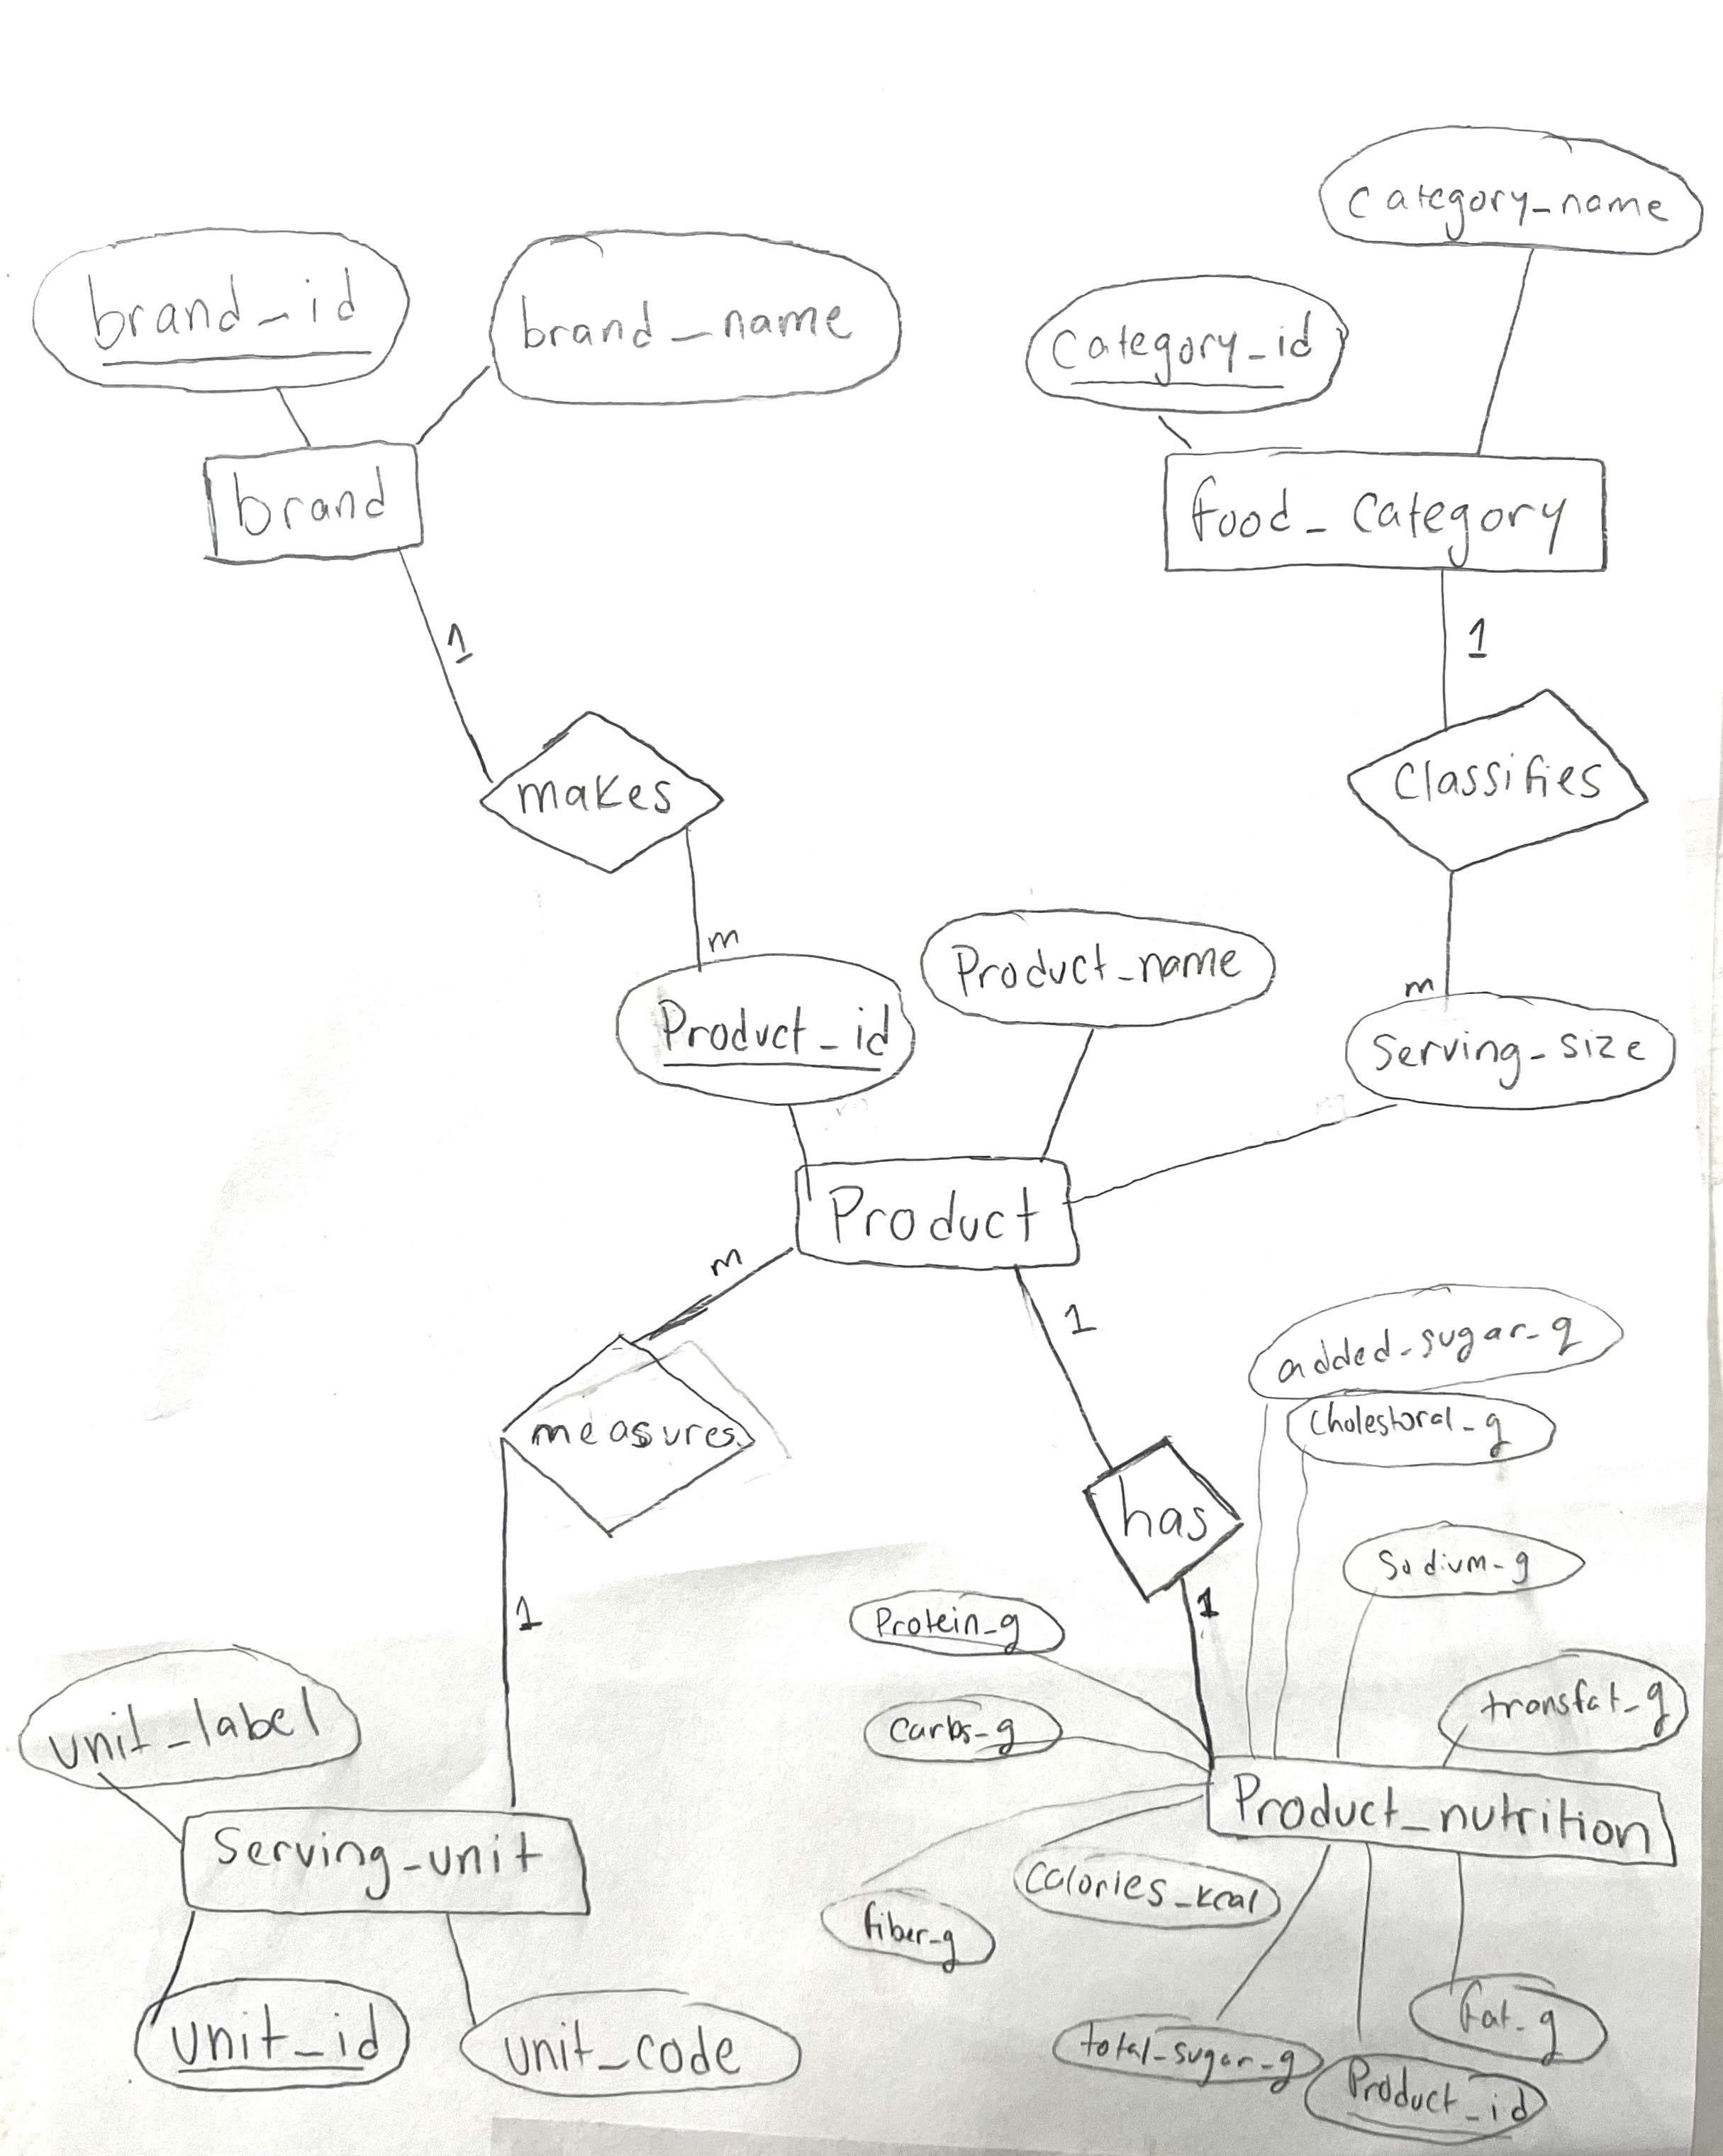 category_name
brand_id
brand_name
category_id
brand
food_category
1
1
makes
Classifies
m
Product_name
m
Product_id
Serving_size
Product
m
1
added_sugar_g
Cholestoral_g
measures
has
Sodium_g
1
1
Protein_g
transfat_g
unit_label
carbs_g
Product_nutrition
Serving_unit
Calories_kcal
fiber_g
fat_g
unit_id
unit_code
total_sugar_g
Product_id